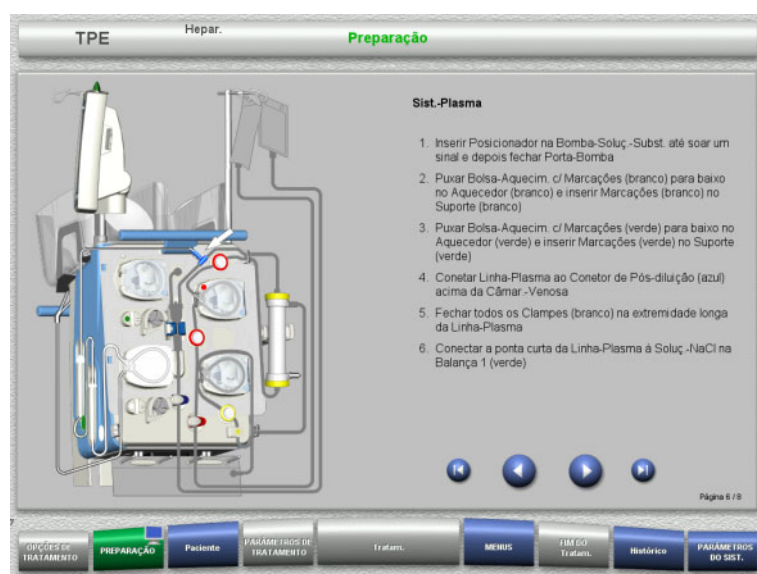 TPE
Hepar.
Preparação
Sist.-Plasma
1. Inserir Posicionador na Bomba-Soluç.-Subst. até soar um
sinal e depois fechar Porta-Bomba
2. Puxar Bolsa-Aquecim. c/ Marcações (branco) para baixo
no Aquecedor (branco) e inserir Marcações (branco) no
Suporte (branco)
3. Puxar Bolsa-Aquecim. c/ Marcações (verde) para baixo no
Aquecedor (verde) e inserir Marcações (verde) no Suporte
(verde)
4. Conetar Linha-Plasma ao Conetor de Pós-diluição (azul)
acima da Câmar.-Venosa
5. Fechar todos os Clampes (branco) na extremidade longa
da Linha-Plasma
6. Conectar a ponta curta da Linha-Plasma á Soluç.-NaCl na
Balança 1 (verde)
Página 6 / 8
OPÇÕES DE
TRATAMENTO
PREPARAÇÃO
Paciente
PARÂMETROS DE
TRATAMENTO
Tratam.
MENUS
FIM DO
Tratam.
Histórico
PARÂMETROS
DO SIST.